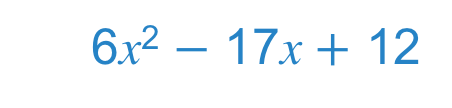 6x² − 17x + 12